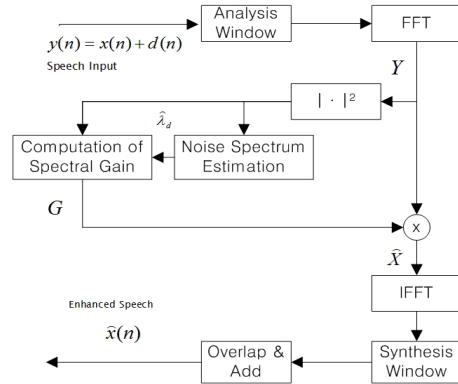 Analysis
Window
FFT
y(n) = x(n) + d(n)
Speech Input
Y
| · |²
λ̂_d
Computation of
Spectral Gain
Noise Spectrum
Estimation
G
x
X̂
IFFT
Enhanced Speech
x̂(n)
Overlap &
Add
Synthesis
Window